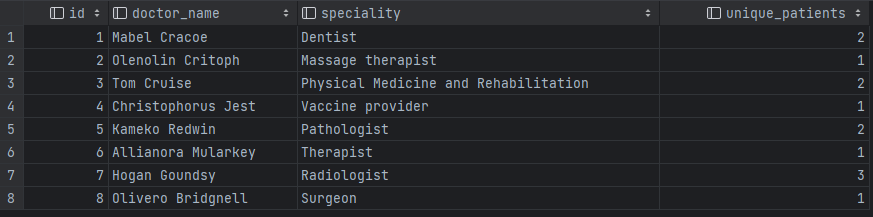 id doctor_name speciality unique_patients
1 1 Mabel Cracoe Dentist 2
2 2 Olenolin Critoph Massage therapist 1
3 3 Tom Cruise Physical Medicine and Rehabilitation 2
4 4 Christophorus Jest Vaccine provider 1
5 5 Kameko Redwin Pathologist 2
6 6 Allianora Mularkey Therapist 1
7 7 Hogan Goundsy Radiologist 3
8 8 Olivero Bridgnell Surgeon 1